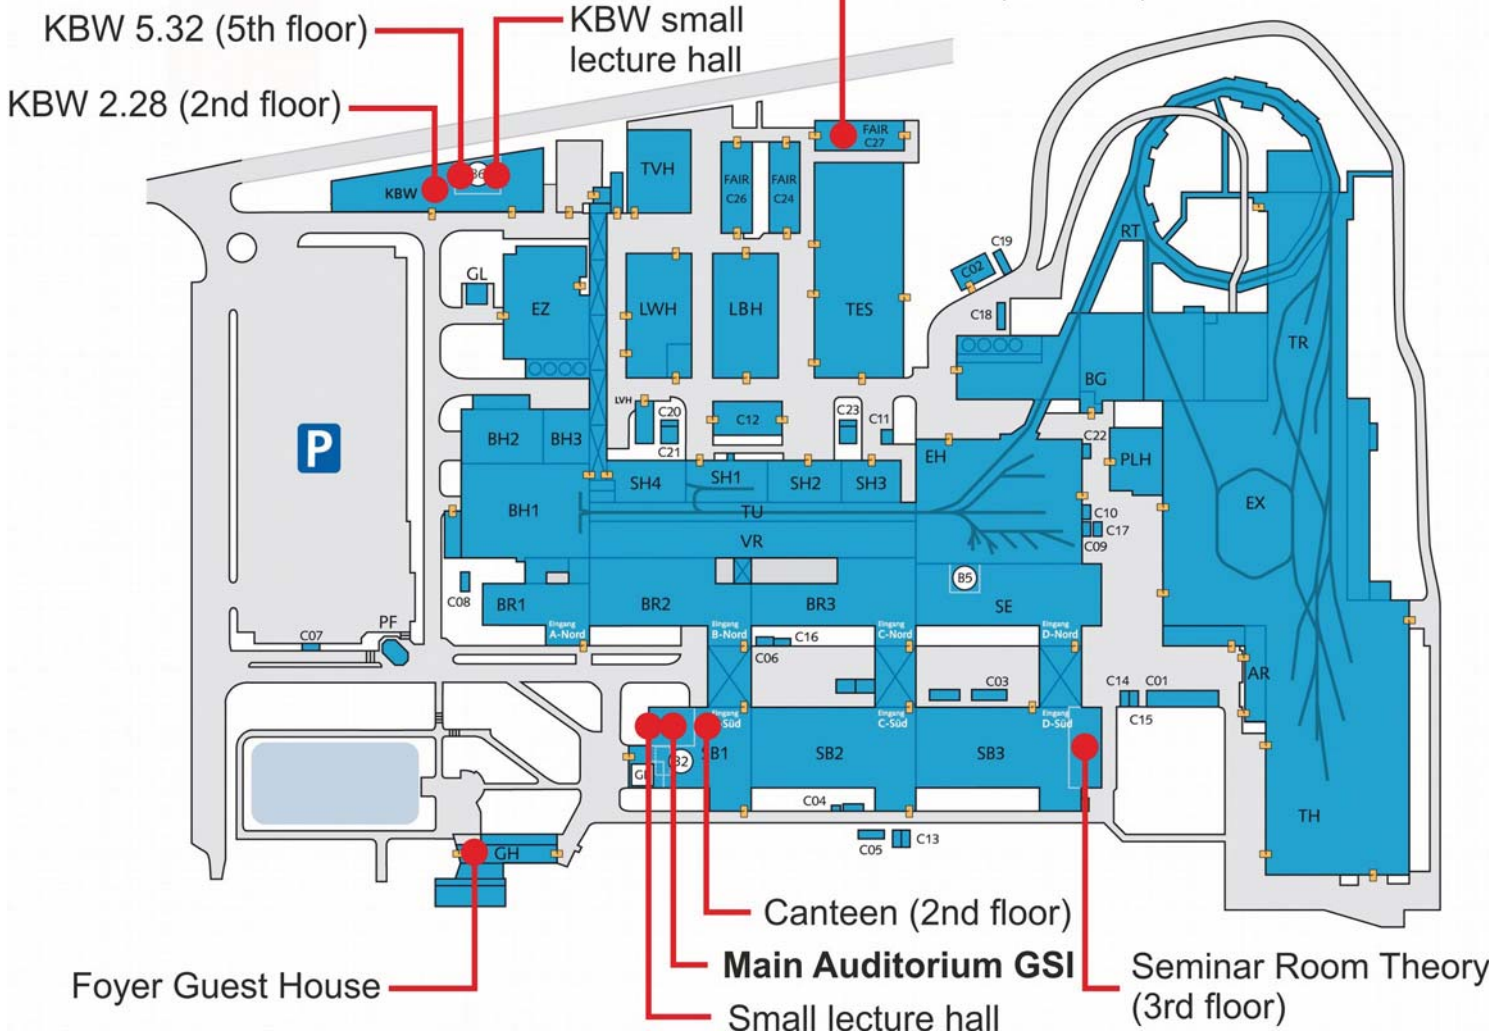 KBW 5.32 (5th floor)
KBW small
lecture hall
KBW 2.28 (2nd floor)
KBW
TVH
FAIR
C27
FAIR
C26
FAIR
C24
RT
C19
C02
C18
GL
EZ
LWH
LBH
TES
TR
BG
LVH
C20
C21
C12
C23
C11
C22
PLH
P
BH2
BH3
EH
SH4
SH1
SH2
SH3
EX
BH1
TU
C10
C17
C09
VR
B5
C08
BR1
BR2
BR3
SE
PF
C07
Eingang
A-Nord
Eingang
B-Nord
Eingang
C-Nord
Eingang
D-Nord
C16
C06
C03
C14
C01
C15
AR
Eingang
-Süd
Eingang
C-Süd
Eingang
D-Süd
SB1
SB2
SB3
C04
C05
C13
TH
GH
Canteen (2nd floor)
Main Auditorium GSI
Small lecture hall
Foyer Guest House
Seminar Room Theory
(3rd floor)